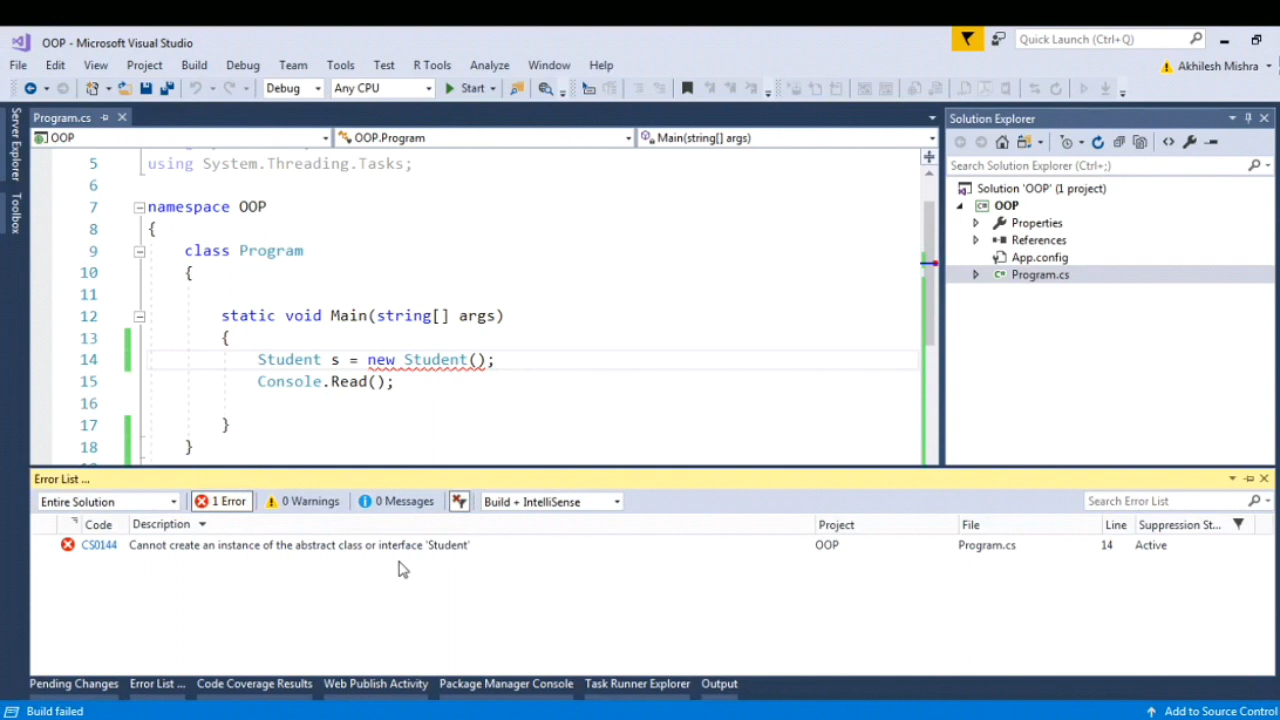 OOP - Microsoft Visual Studio
Quick Launch (Ctrl+Q)
File Edit View Project Build Debug Team Tools Test R Tools Analyze Window Help
Akhilesh Mishra
Debug Any CPU Start
Server Explorer
Toolbox
Program.cs
OOP OOP.Program Main(string[] args)
5 using System.Threading.Tasks;
6
7 namespace OOP
8 {
9 class Program
10 {
11
12 static void Main(string[] args)
13 {
14 Student s = new Student();
15 Console.Read();
16
17 }
18 }
Solution Explorer
Search Solution Explorer (Ctrl+;)
Solution 'OOP' (1 project)
OOP
Properties
References
App.config
Program.cs
Error List ...
Entire Solution 1 Error 0 Warnings 0 Messages Build + IntelliSense Search Error List
Code Description Project File Line Suppression St...
CS0144 Cannot create an instance of the abstract class or interface 'Student' OOP Program.cs 14 Active
Pending Changes Error List ... Code Coverage Results Web Publish Activity Package Manager Console Task Runner Explorer Output
Build failed Add to Source Control